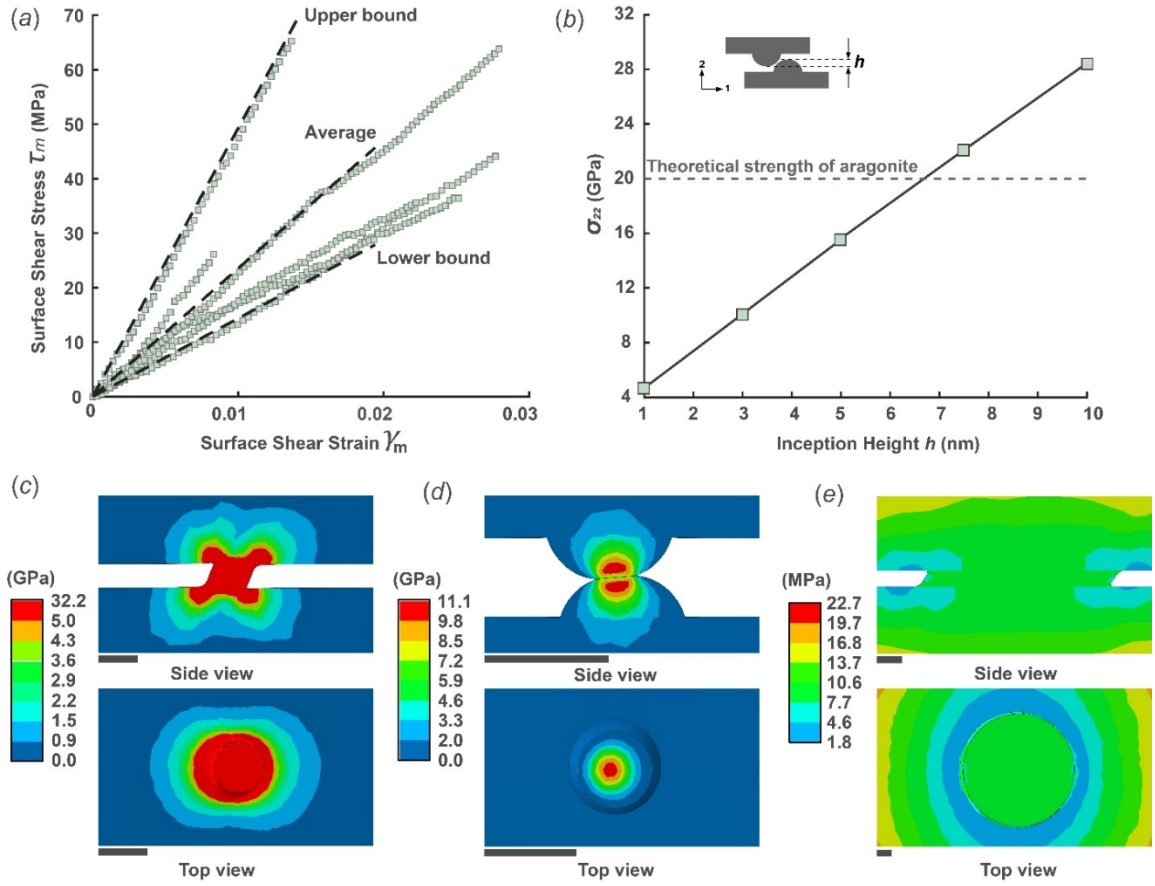 (a)
70
60
50
40
30
20
10
0
Surface Shear Stress τm (MPa)
Upper bound
Average
Lower bound
0
0.01
0.02
0.03
Surface Shear Strain γm
(b)
32
28
24
20
16
12
8
4
σ22 (GPa)
2
1
h
Theoretical strength of aragonite
1 2 3 4 5 6 7 8 9 10
Inception Height h (nm)
(c)
(GPa)
32.2
5.0
4.3
3.6
2.9
2.2
1.5
0.9
0.0
Side view
Top view
(d)
(GPa)
11.1
9.8
8.5
7.2
5.9
4.6
3.3
2.0
0.0
Side view
Top view
(e)
(MPa)
22.7
19.7
16.8
13.7
10.6
7.7
4.6
1.8
Side view
Top view